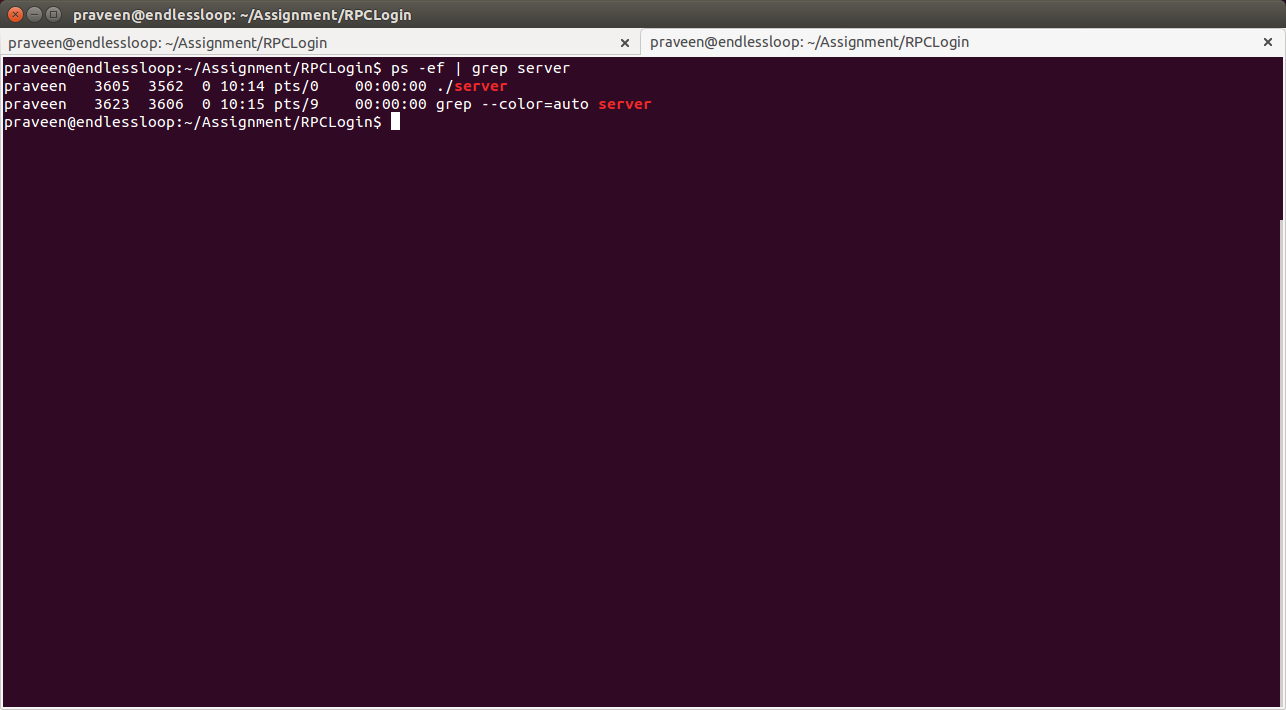 praveen@endlessloop: ~/Assignment/RPCLogin
praveen@endlessloop: ~/Assignment/RPCLogin × praveen@endlessloop: ~/Assignment/RPCLogin ×
praveen@endlessloop:~/Assignment/RPCLogin$ ps -ef | grep server
praveen   3605  3562  0 10:14 pts/0    00:00:00 ./server
praveen   3623  3606  0 10:15 pts/9    00:00:00 grep --color=auto server
praveen@endlessloop:~/Assignment/RPCLogin$